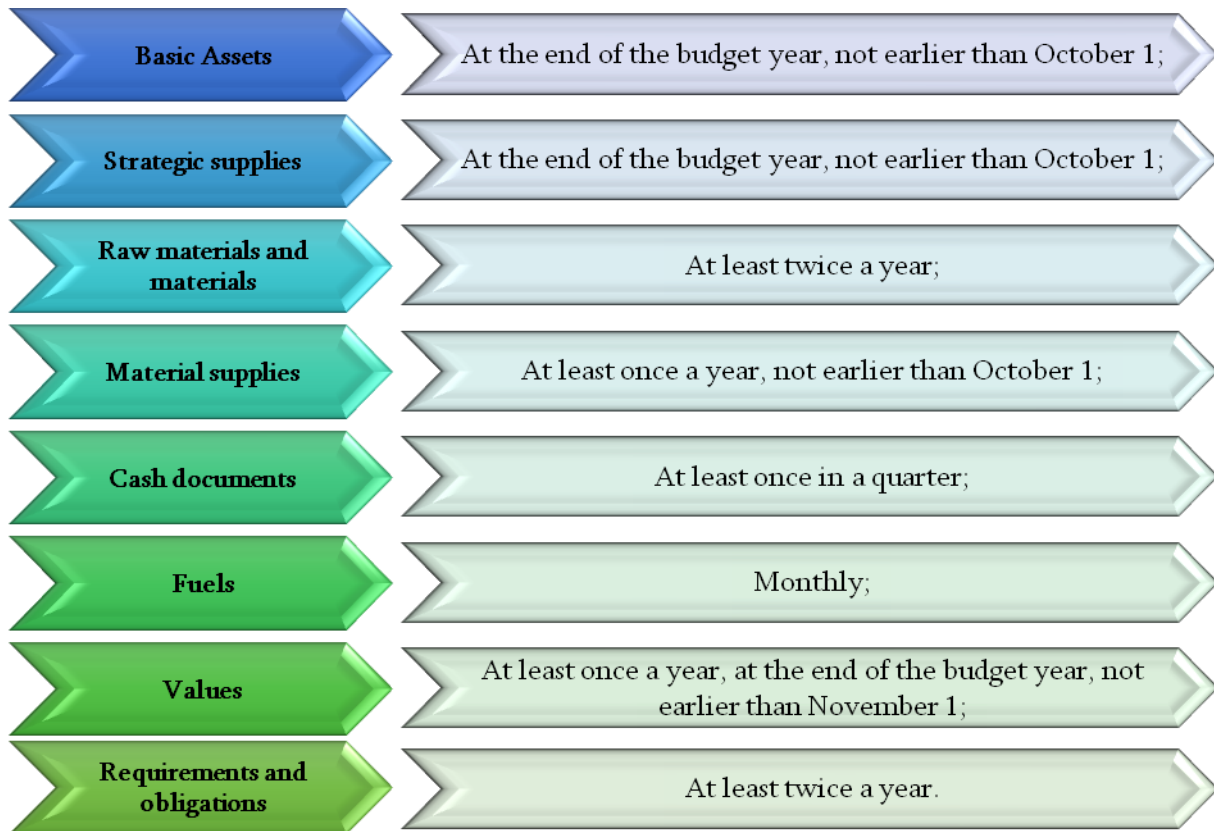 Basic Assets
At the end of the budget year, not earlier than October 1;
Strategic supplies
At the end of the budget year, not earlier than October 1;
Raw materials and
materials
At least twice a year;
Material supplies
At least once a year, not earlier than October 1;
Cash documents
At least once in a quarter;
Fuels
Monthly;
Values
At least once a year, at the end of the budget year, not
earlier than November 1;
Requirements and
obligations
At least twice a year.